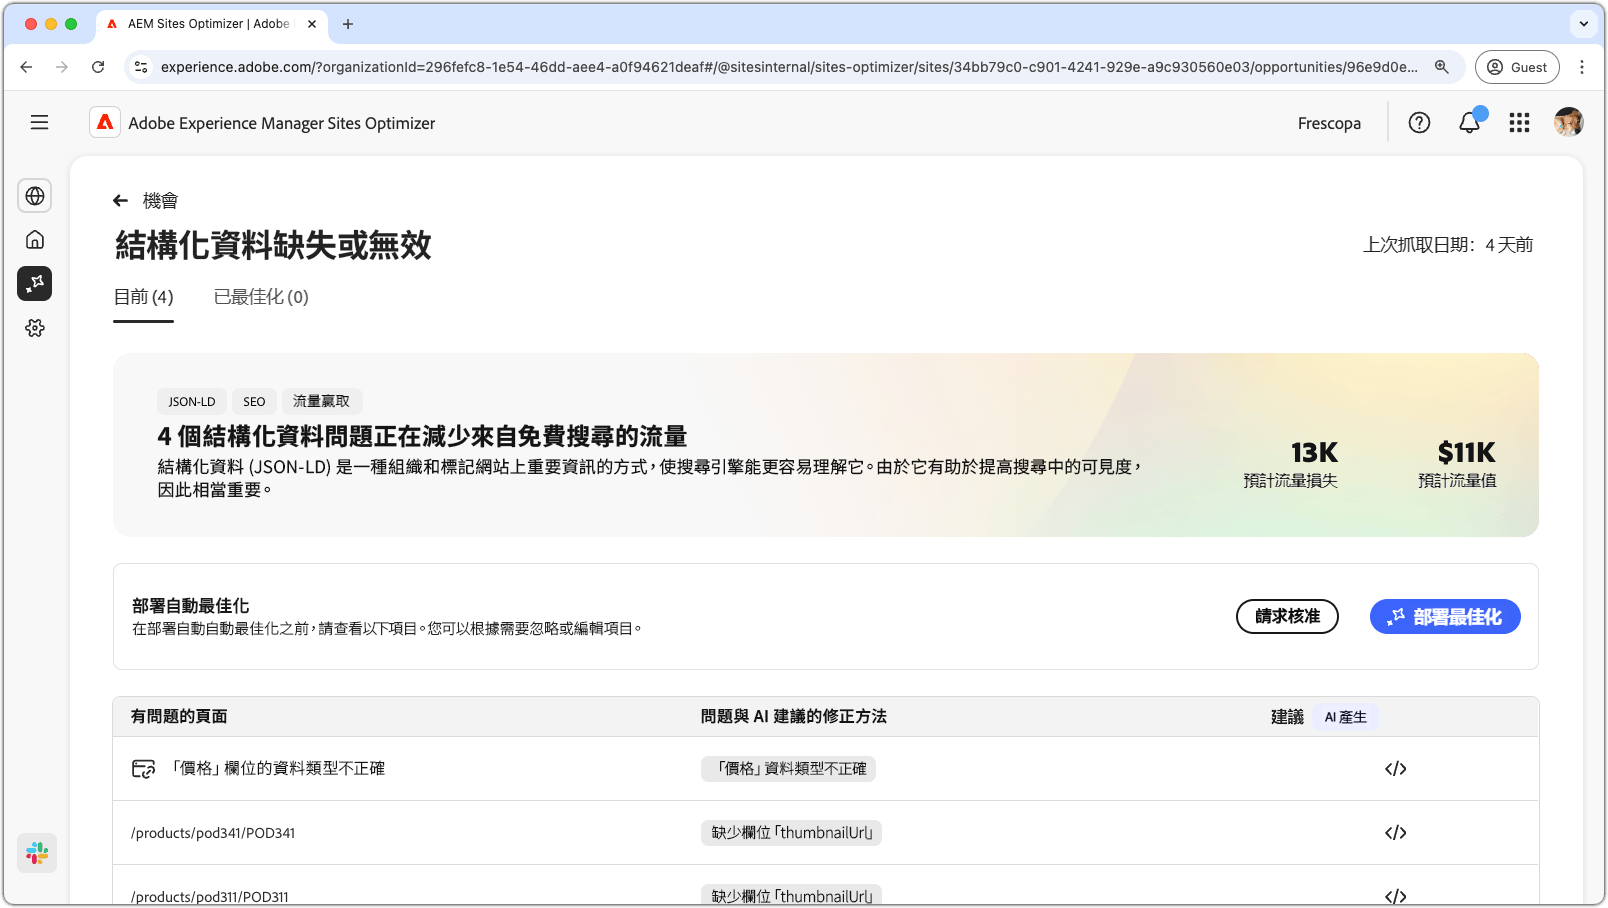 AEM Sites Optimizer | Adobe
experience.adobe.com/?organizationId=296fefc8-1e54-46dd-aee4-a0f94621deaf#/@sitesinternal/sites-optimizer/sites/34bb79c0-c901-4241-929e-a9c930560e03/opportunities/96e9d0e...
Guest
Adobe Experience Manager Sites Optimizer
Frescopa
機會
結構化資料缺失或無效
上次抓取日期：4 天前
目前 (4)
已最佳化 (0)
JSON-LD
SEO
流量贏取
4 個結構化資料問題正在減少來自免費搜尋的流量
結構化資料 (JSON-LD) 是一種組織和標記網站上重要資訊的方式，使搜尋引擎能更容易理解它。由於它有助於提高搜尋中的可見度，
因此相當重要。
13K
預計流量損失
$11K
預計流量值
部署自動最佳化
在部署自動自動最佳化之前，請查看以下項目。您可以根據需要忽略或編輯項目。
請求核准
部署最佳化
有問題的頁面
問題與 AI 建議的修正方法
建議
AI 產生
「價格」欄位的資料類型不正確
「價格」資料類型不正確
/products/pod341/POD341
缺少欄位「thumbnailUrl」
/products/pod311/POD311
缺少欄位「thumbnailUrl」